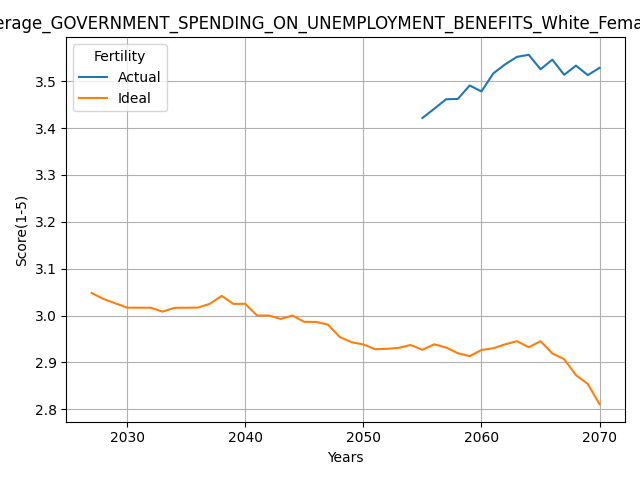 erage_GOVERNMENT_SPENDING_ON_UNEMPLOYMENT_BENEFITS_White_Fema
Fertility
Actual
Ideal
3.5
3.4
3.3
3.2
3.1
3.0
2.9
2.8
Score(1-5)
2030 2040 2050 2060 2070
Years